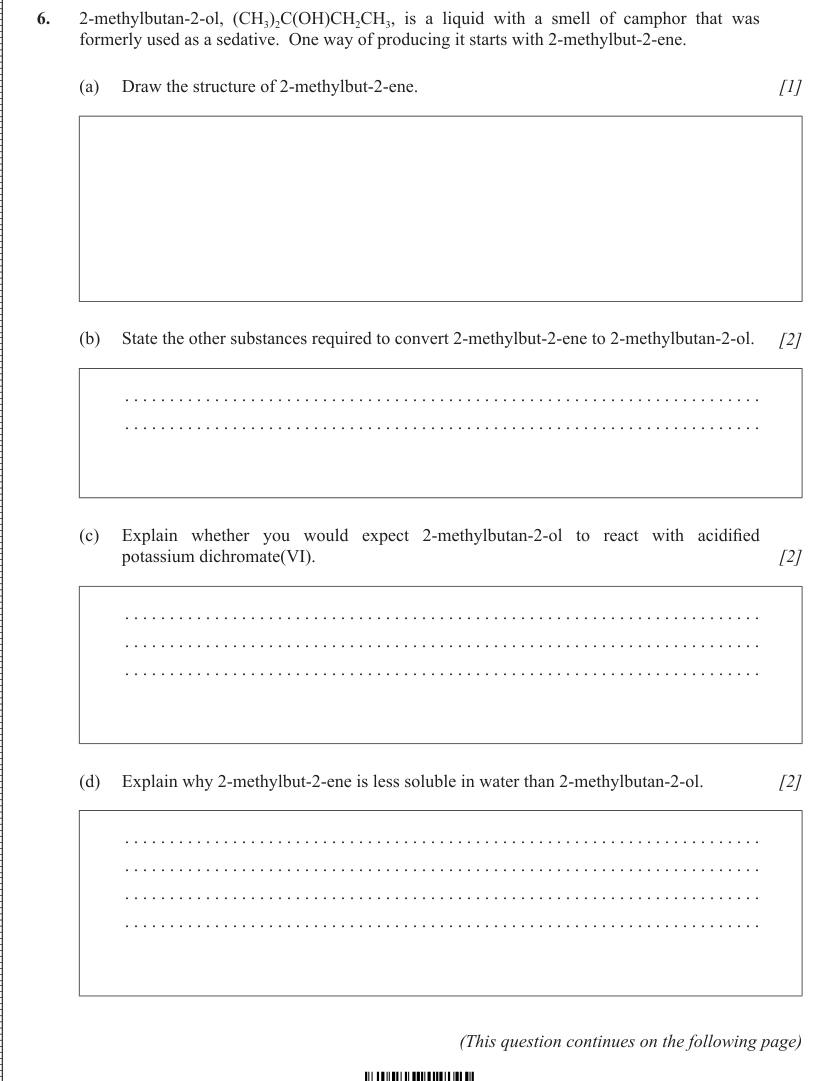 6. 2-methylbutan-2-ol, (CH₃)₂C(OH)CH₂CH₃, is a liquid with a smell of camphor that was
formerly used as a sedative. One way of producing it starts with 2-methylbut-2-ene.
(a) Draw the structure of 2-methylbut-2-ene. [1]
(b) State the other substances required to convert 2-methylbut-2-ene to 2-methylbutan-2-ol. [2]
(c) Explain whether you would expect 2-methylbutan-2-ol to react with acidified
potassium dichromate(VI). [2]
(d) Explain why 2-methylbut-2-ene is less soluble in water than 2-methylbutan-2-ol. [2]
(This question continues on the following page)